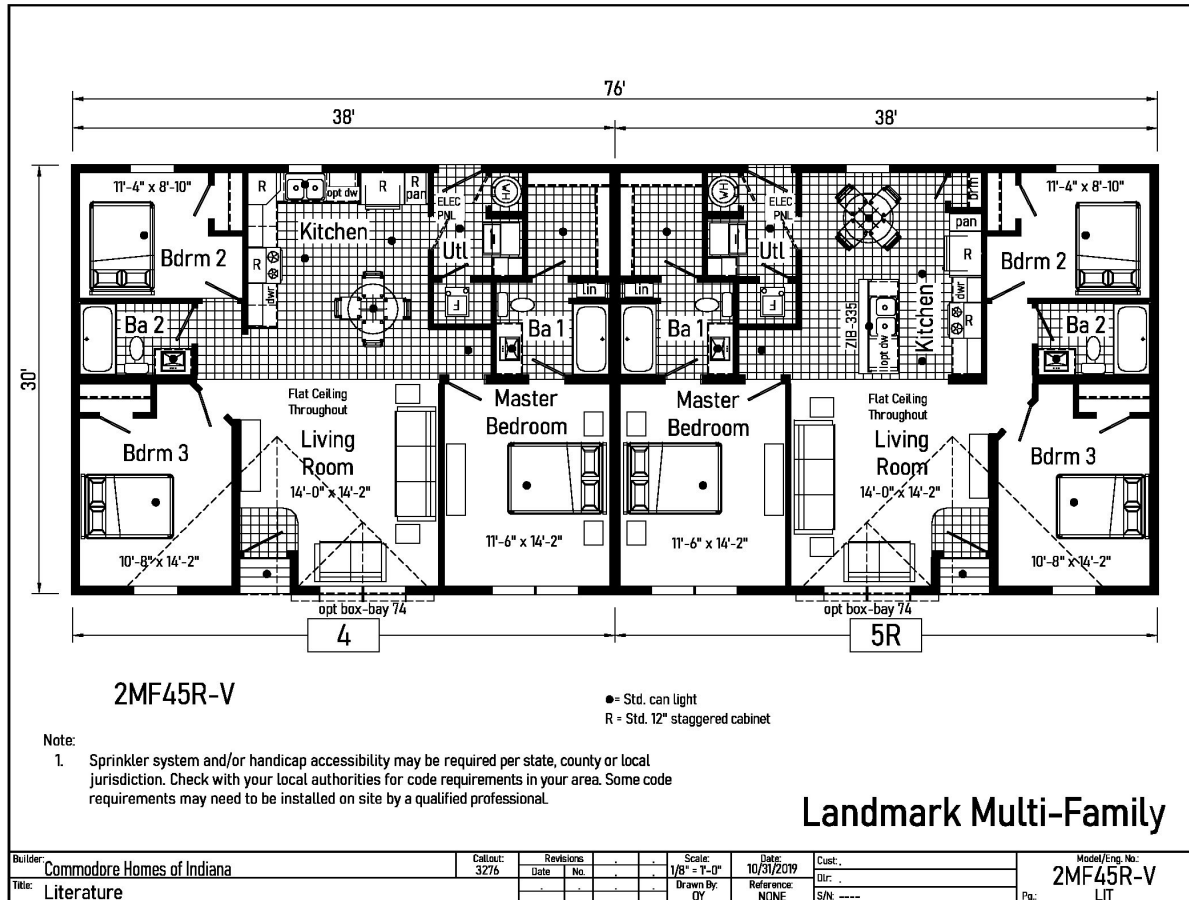 76'
38' 38'
30'
11'-4" x 8'-10"
Bdrm 2
R
opt dw
R
R
pan
Kitchen
R
dwr
ELEC
PNL
WH
Utl
F
lin
Ba 1
Ba 2
Bdrm 3
10'-8" x 14'-2"
Flat Ceiling
Throughout
Living
Room
14'-0" x 14'-2"
Master
Bedroom
11'-6" x 14'-2"
opt box-bay 74
4
WH
ELEC
PNL
Utl
F
lin
Ba 1
brm
pan
R
dwr
R
Kitchen
ZIB-335
opt dw
11'-4" x 8'-10"
Bdrm 2
Ba 2
Master
Bedroom
11'-6" x 14'-2"
Flat Ceiling
Throughout
Living
Room
14'-0" x 14'-2"
Bdrm 3
10'-8" x 14'-2"
opt box-bay 74
5R
2MF45R-V
= Std. can light
R = Std. 12" staggered cabinet
Note:
1. Sprinkler system and/or handicap accessibility may be required per state, county or local
jurisdiction. Check with your local authorities for code requirements in your area. Some code
requirements may need to be installed on site by a qualified professional.
Landmark Multi-Family
Builder: Commodore Homes of Indiana
Title: Literature
Callout:
3276
Revisions
Date No.
Scale:
1/8" = 1'-0"
Drawn By:
OY
Date:
10/31/2019
Reference:
NONE
Cust: .
Dlr: .
S/N: ----
Model/Eng. No.:
2MF45R-V
Pg.: LIT